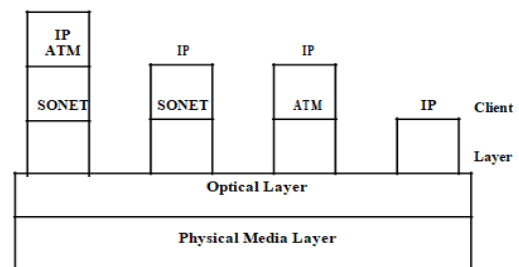 IP
ATM
IP
IP
SONET
SONET
ATM
IP
Client
Layer
Optical Layer
Physical Media Layer